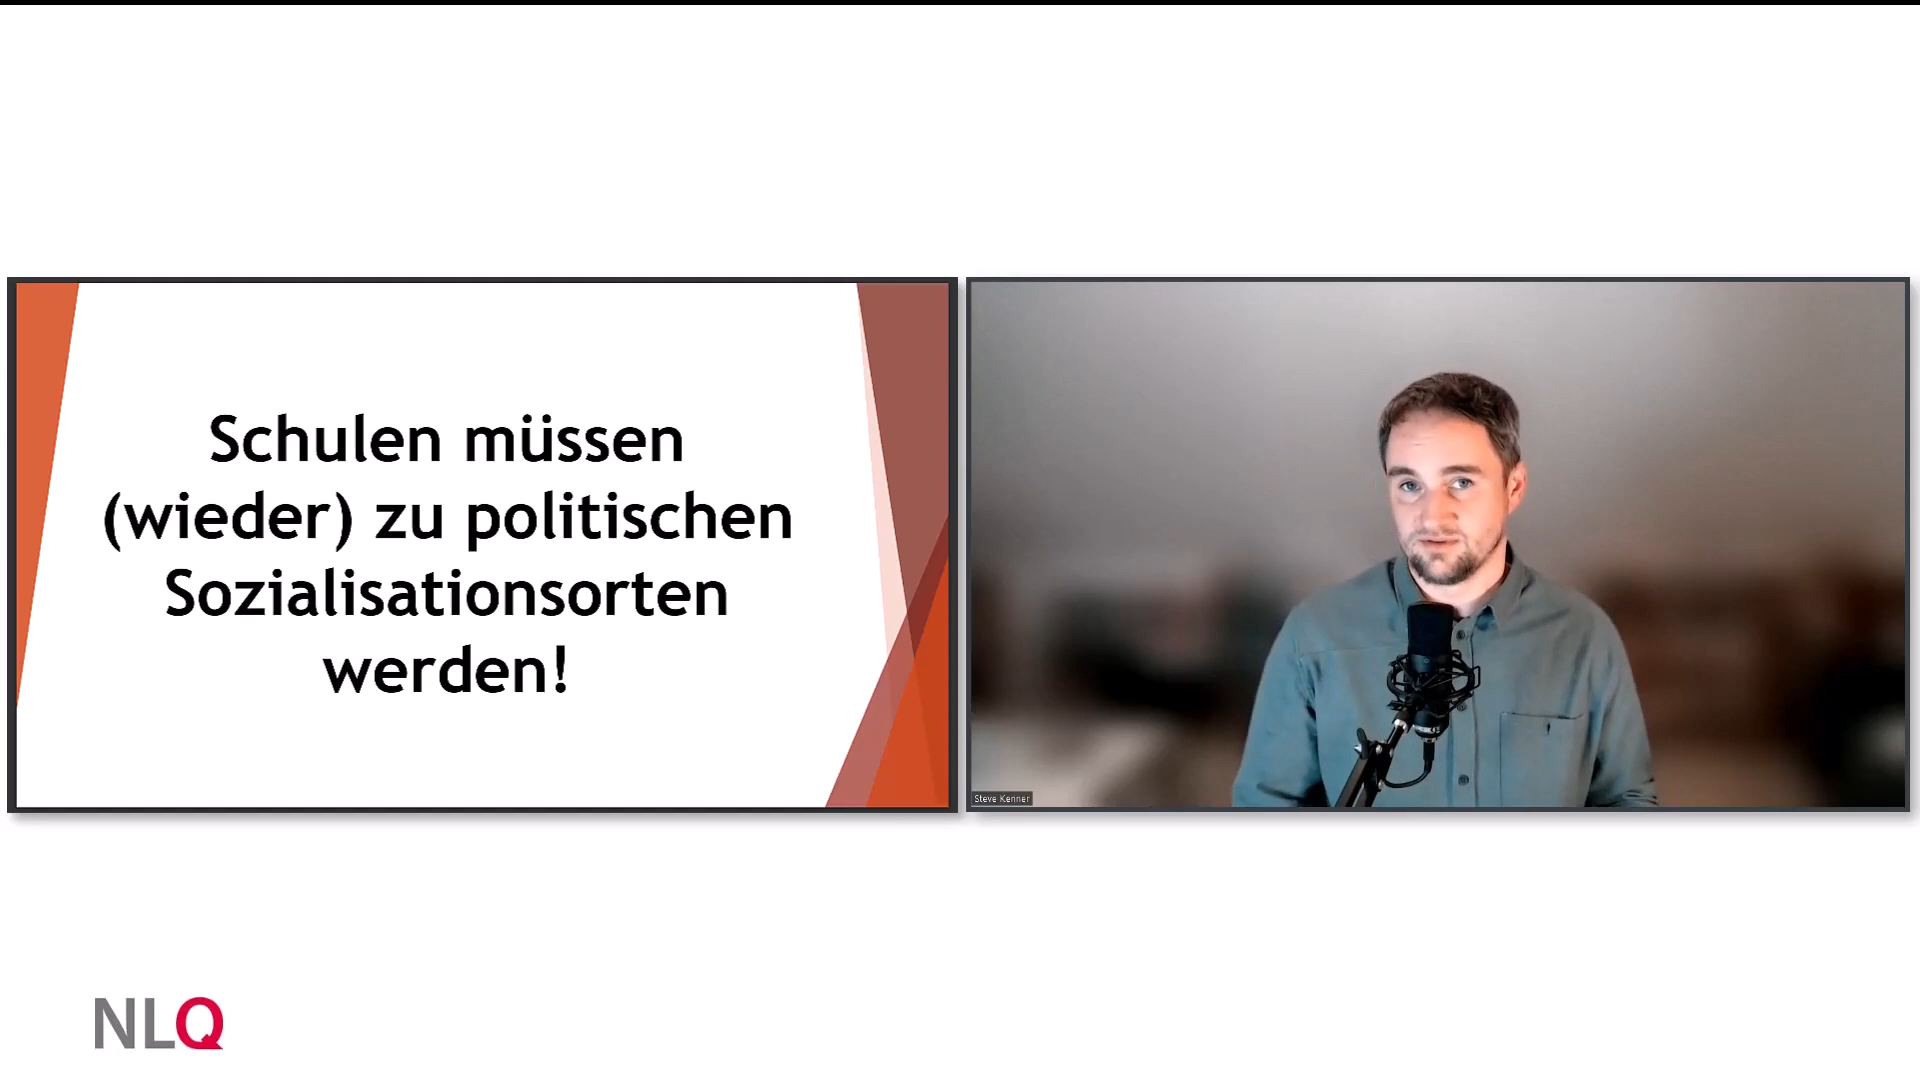 Schulen müssen
(wieder) zu politischen
Sozialisationsorten
werden!
Steve Kenner
NLQ